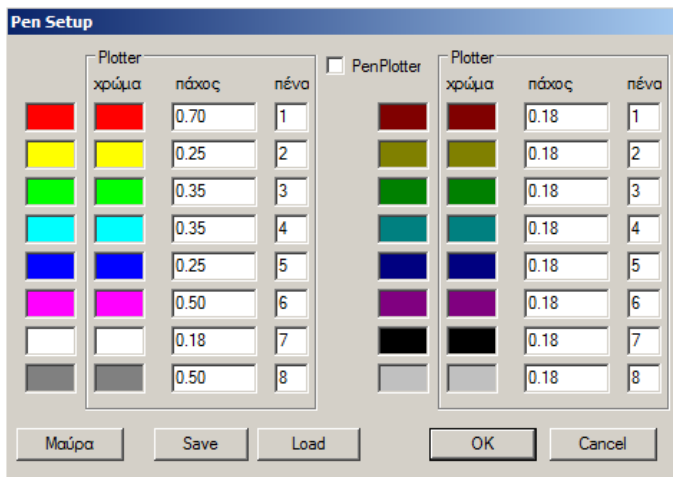 Pen Setup
Plotter PenPlotter Plotter
χρώμα πάχος πένα χρώμα πάχος πένα
0.70 1 0.18 1
0.25 2 0.18 2
0.35 3 0.18 3
0.35 4 0.18 4
0.25 5 0.18 5
0.50 6 0.18 6
0.18 7 0.18 7
0.50 8 0.18 8
Μαύρα Save Load OK Cancel